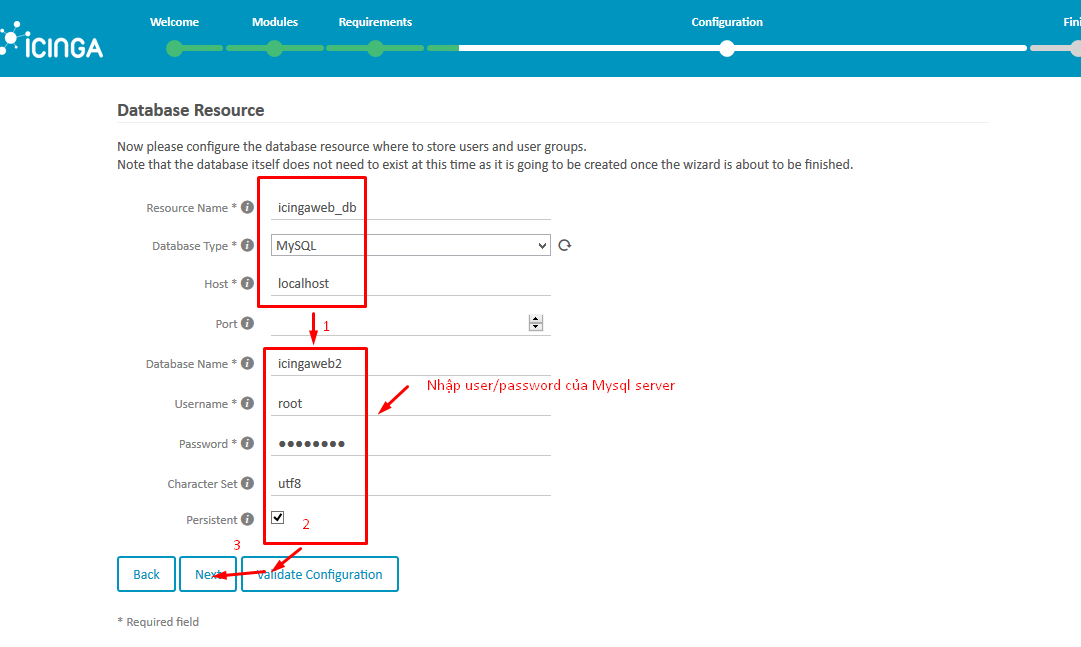 Welcome
Modules
Requirements
Configuration
Fini
icinga
Database Resource
Now please configure the database resource where to store users and user groups.
Note that the database itself does not need to exist at this time as it is going to be created once the wizard is about to be finished.
Resource Name * icingaweb_db
Database Type * MySQL
Host * localhost
Port
1
Database Name * icingaweb2
Nhập user/password của Mysql server
Username * root
Password * ●●●●●●●●
Character Set utf8
Persistent
2
3
Back
Next
Validate Configuration
* Required field